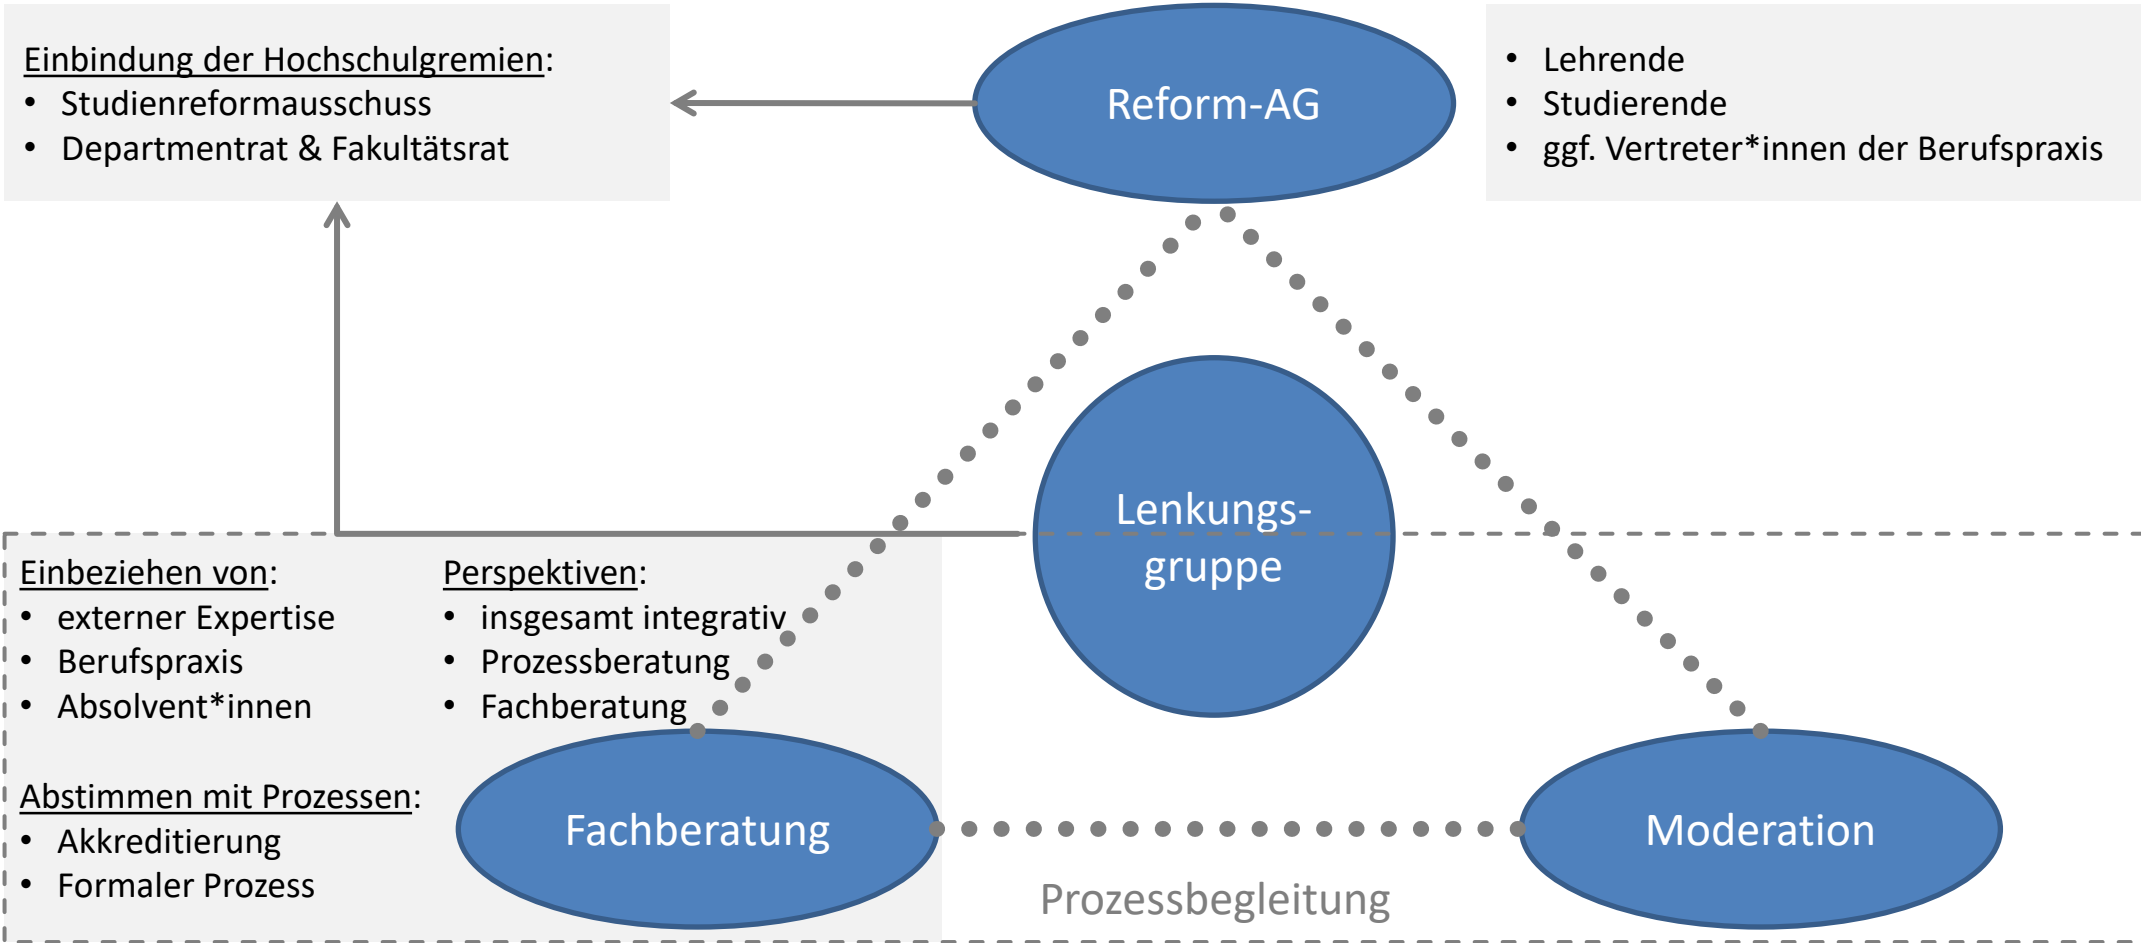 Einbindung der Hochschulgremien:
• Studienreformausschuss
• Departmentrat & Fakultätsrat
Reform-AG
• Lehrende
• Studierende
• ggf. Vertreter*innen der Berufspraxis
Lenkungs-
gruppe
Einbeziehen von:
• externer Expertise
• Berufspraxis
• Absolvent*innen
Perspektiven:
• insgesamt integrativ
• Prozessberatung
• Fachberatung
Abstimmen mit Prozessen:
• Akkreditierung
• Formaler Prozess
Fachberatung
Moderation
Prozessbegleitung